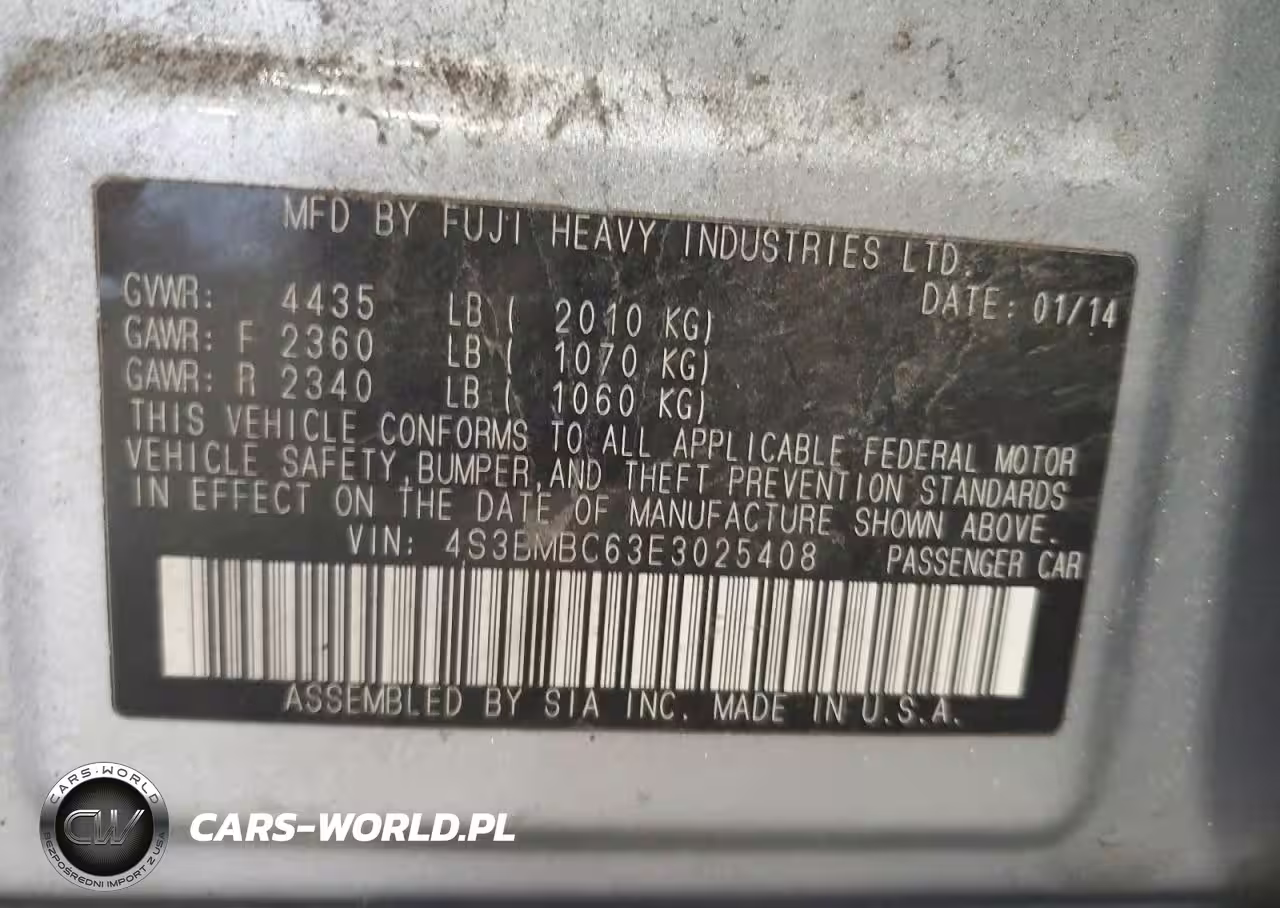 MFD BY FUJI HEAVY INDUSTRIES LTD.
DATE: 01/14
GVWR: 4435 LB ( 2010 KG)
GAWR: F 2360 LB ( 1070 KG)
GAWR: R 2340 LB ( 1060 KG)
THIS VEHICLE CONFORMS TO ALL APPLICABLE FEDERAL MOTOR
VEHICLE SAFETY,BUMPER,AND THEFT PREVENTION STANDARDS
IN EFFECT ON THE DATE OF MANUFACTURE SHOWN ABOVE.
VIN: 4S3BMBC63E3025408 PASSENGER CAR
ASSEMBLED BY SIA INC. MADE IN U.S.A.
CARS-WORLD
CW
BEZPOŚREDNI IMPORT Z USA
CARS-WORLD.PL